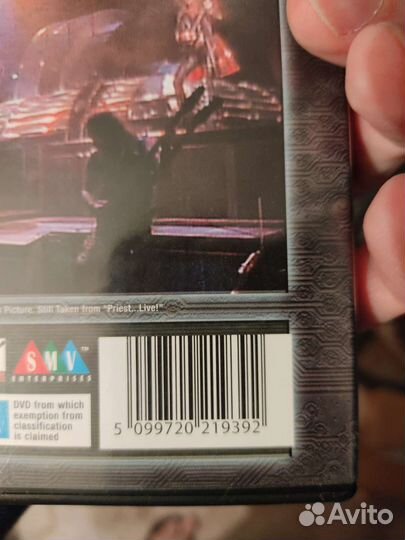 Picture. Still Taken from "Priest.. Live!"
SMV™
ENTERPRISES
DVD from which
exemption from
classification
is claimed
5 099720 219392
Avito